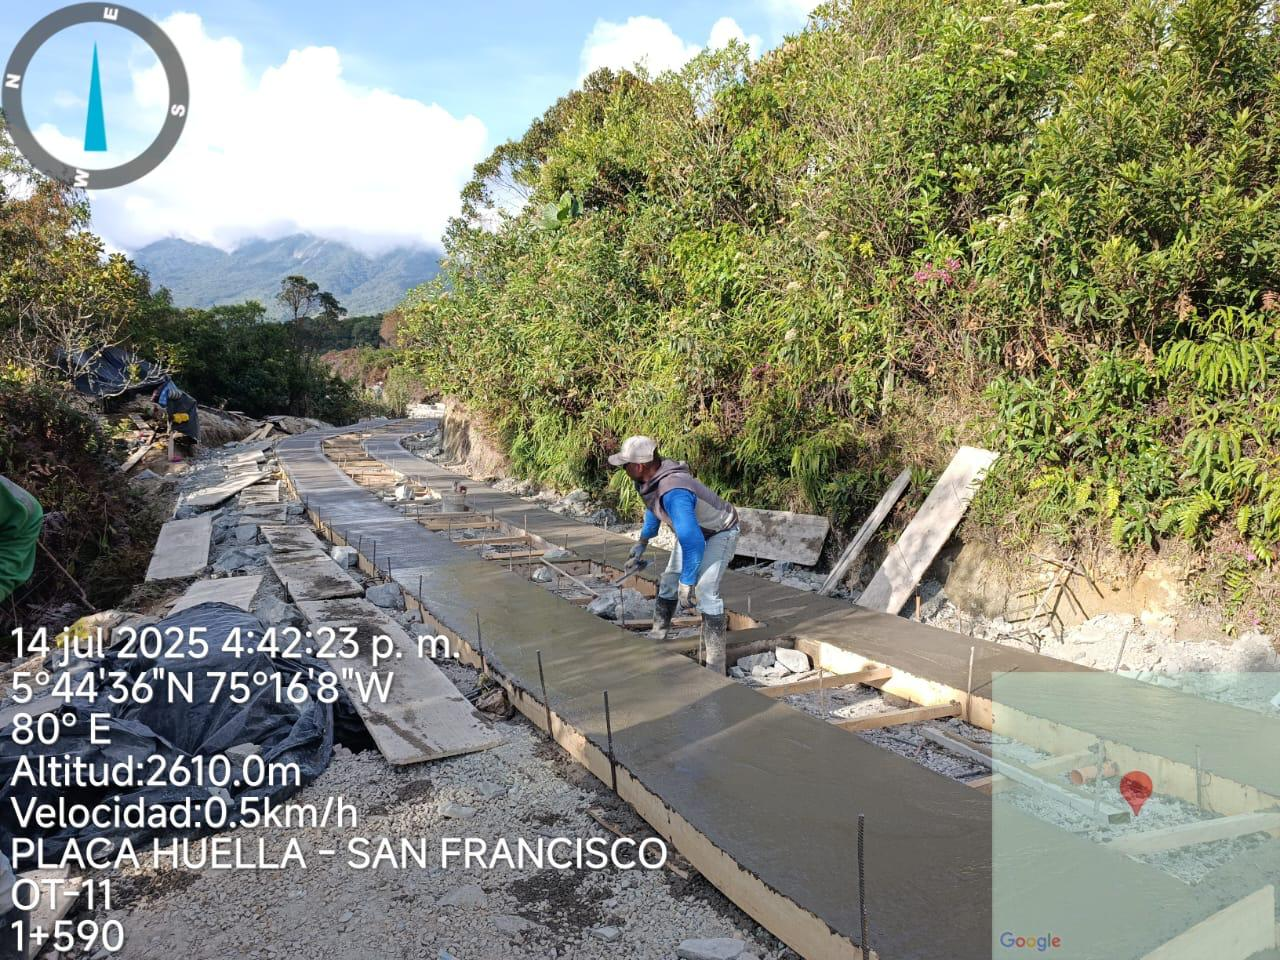 E
N
S
W
14 jul 2025 4:42:23 p. m.
5°44'36"N 75°16'8"W
80° E
Altitud:2610.0m
Velocidad:0.5km/h
PLACA HUELLA - SAN FRANCISCO
OT-11
1+590
Google